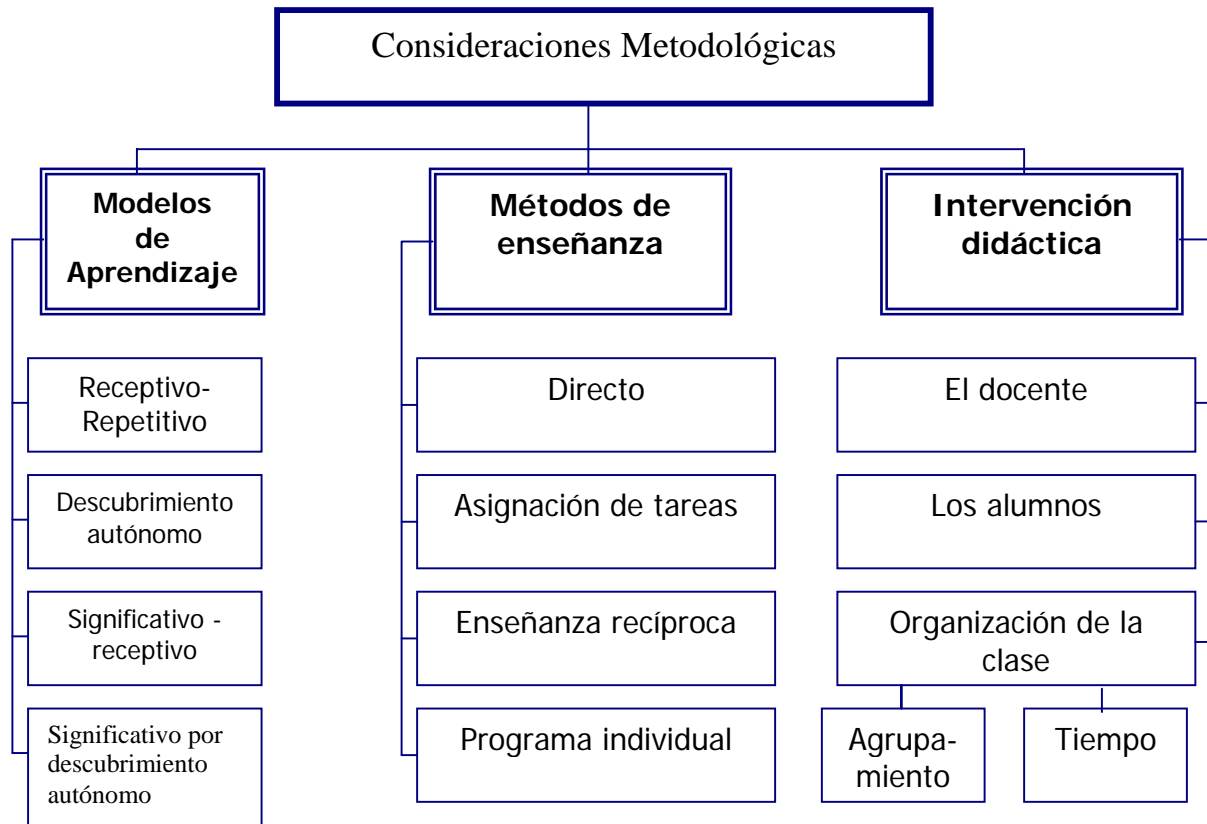 Consideraciones Metodológicas
Modelos
de
Aprendizaje
Métodos de
enseñanza
Intervención
didáctica
Receptivo-
Repetitivo
Directo
El docente
Descubrimiento
autónomo
Asignación de tareas
Los alumnos
Significativo -
receptivo
Enseñanza recíproca
Organización de la
clase
Significativo por
descubrimiento
autónomo
Programa individual
Agrupa-
miento
Tiempo